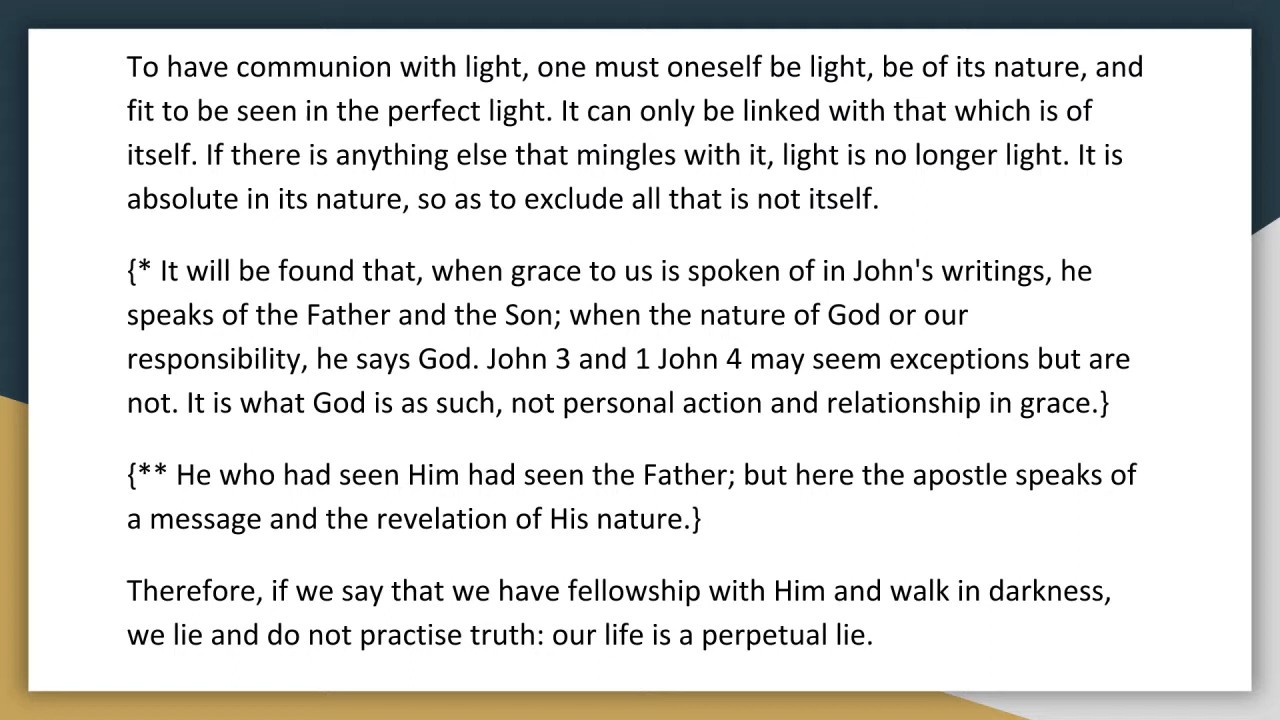 To have communion with light, one must oneself be light, be of its nature, and
fit to be seen in the perfect light. It can only be linked with that which is of
itself. If there is anything else that mingles with it, light is no longer light. It is
absolute in its nature, so as to exclude all that is not itself.
{* It will be found that, when grace to us is spoken of in John's writings, he
speaks of the Father and the Son; when the nature of God or our
responsibility, he says God. John 3 and 1 John 4 may seem exceptions but are
not. It is what God is as such, not personal action and relationship in grace.}
{** He who had seen Him had seen the Father; but here the apostle speaks of
a message and the revelation of His nature.}
Therefore, if we say that we have fellowship with Him and walk in darkness,
we lie and do not practise truth: our life is a perpetual lie.